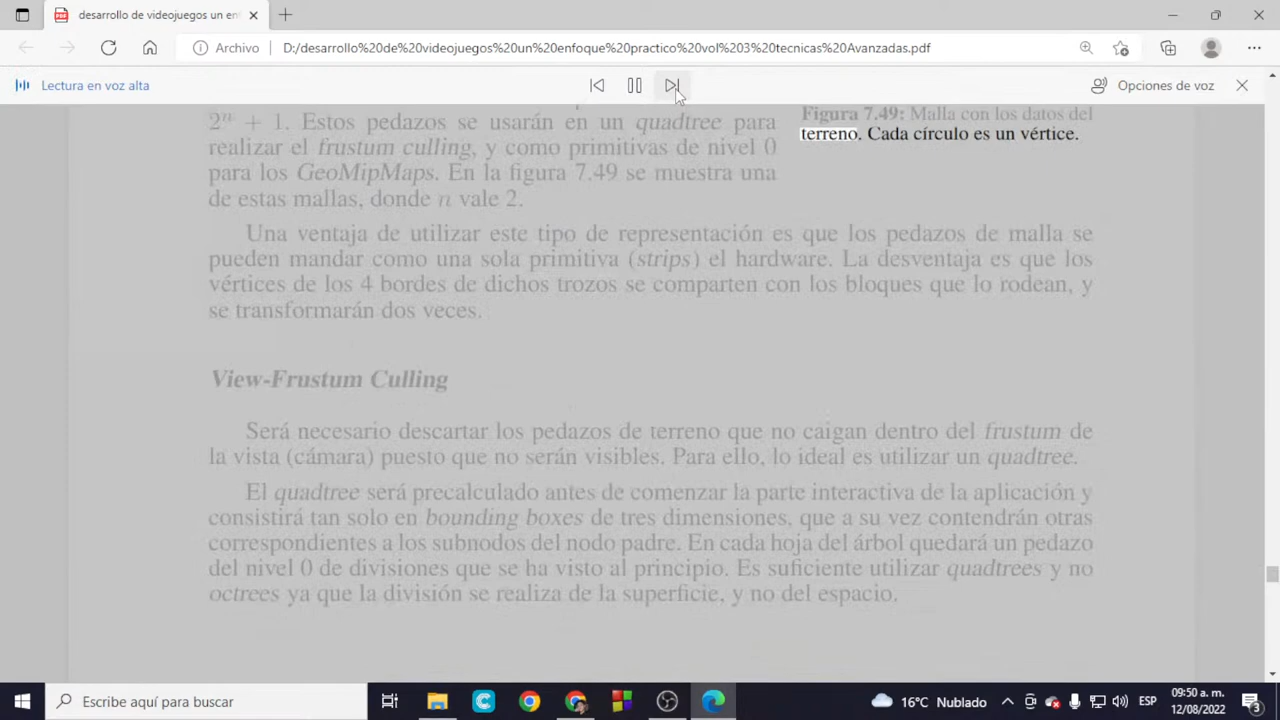 desarrollo de videojuegos un en
Archivo
D:/desarrollo%20de%20videojuegos%20un%20enfoque%20practico%20vol%203%20tecnicas%20Avanzadas.pdf
Lectura en voz alta
Opciones de voz
2ⁿ + 1. Estos pedazos se usarán en un quadtree para
realizar el frustum culling, y como primitivas de nivel 0
para los GeoMipMaps. En la figura 7.49 se muestra una
de estas mallas, donde n vale 2.
Figura 7.49: Malla con los datos del
terreno. Cada círculo es un vértice.
Una ventaja de utilizar este tipo de representación es que los pedazos de malla se
pueden mandar como una sola primitiva (strips) el hardware. La desventaja es que los
vértices de los 4 bordes de dichos trozos se comparten con los bloques que lo rodean, y
se transformarán dos veces.
View-Frustum Culling
Será necesario descartar los pedazos de terreno que no caigan dentro del frustum de
la vista (cámara) puesto que no serán visibles. Para ello, lo ideal es utilizar un quadtree.
El quadtree será precalculado antes de comenzar la parte interactiva de la aplicación y
consistirá tan solo en bounding boxes de tres dimensiones, que a su vez contendrán otras
correspondientes a los subnodos del nodo padre. En cada hoja del árbol quedará un pedazo
del nivel 0 de divisiones que se ha visto al principio. Es suficiente utilizar quadtrees y no
octrees ya que la división se realiza de la superficie, y no del espacio.
Escribe aquí para buscar
16°C Nublado
ESP
09:50 a. m.
12/08/2022
3